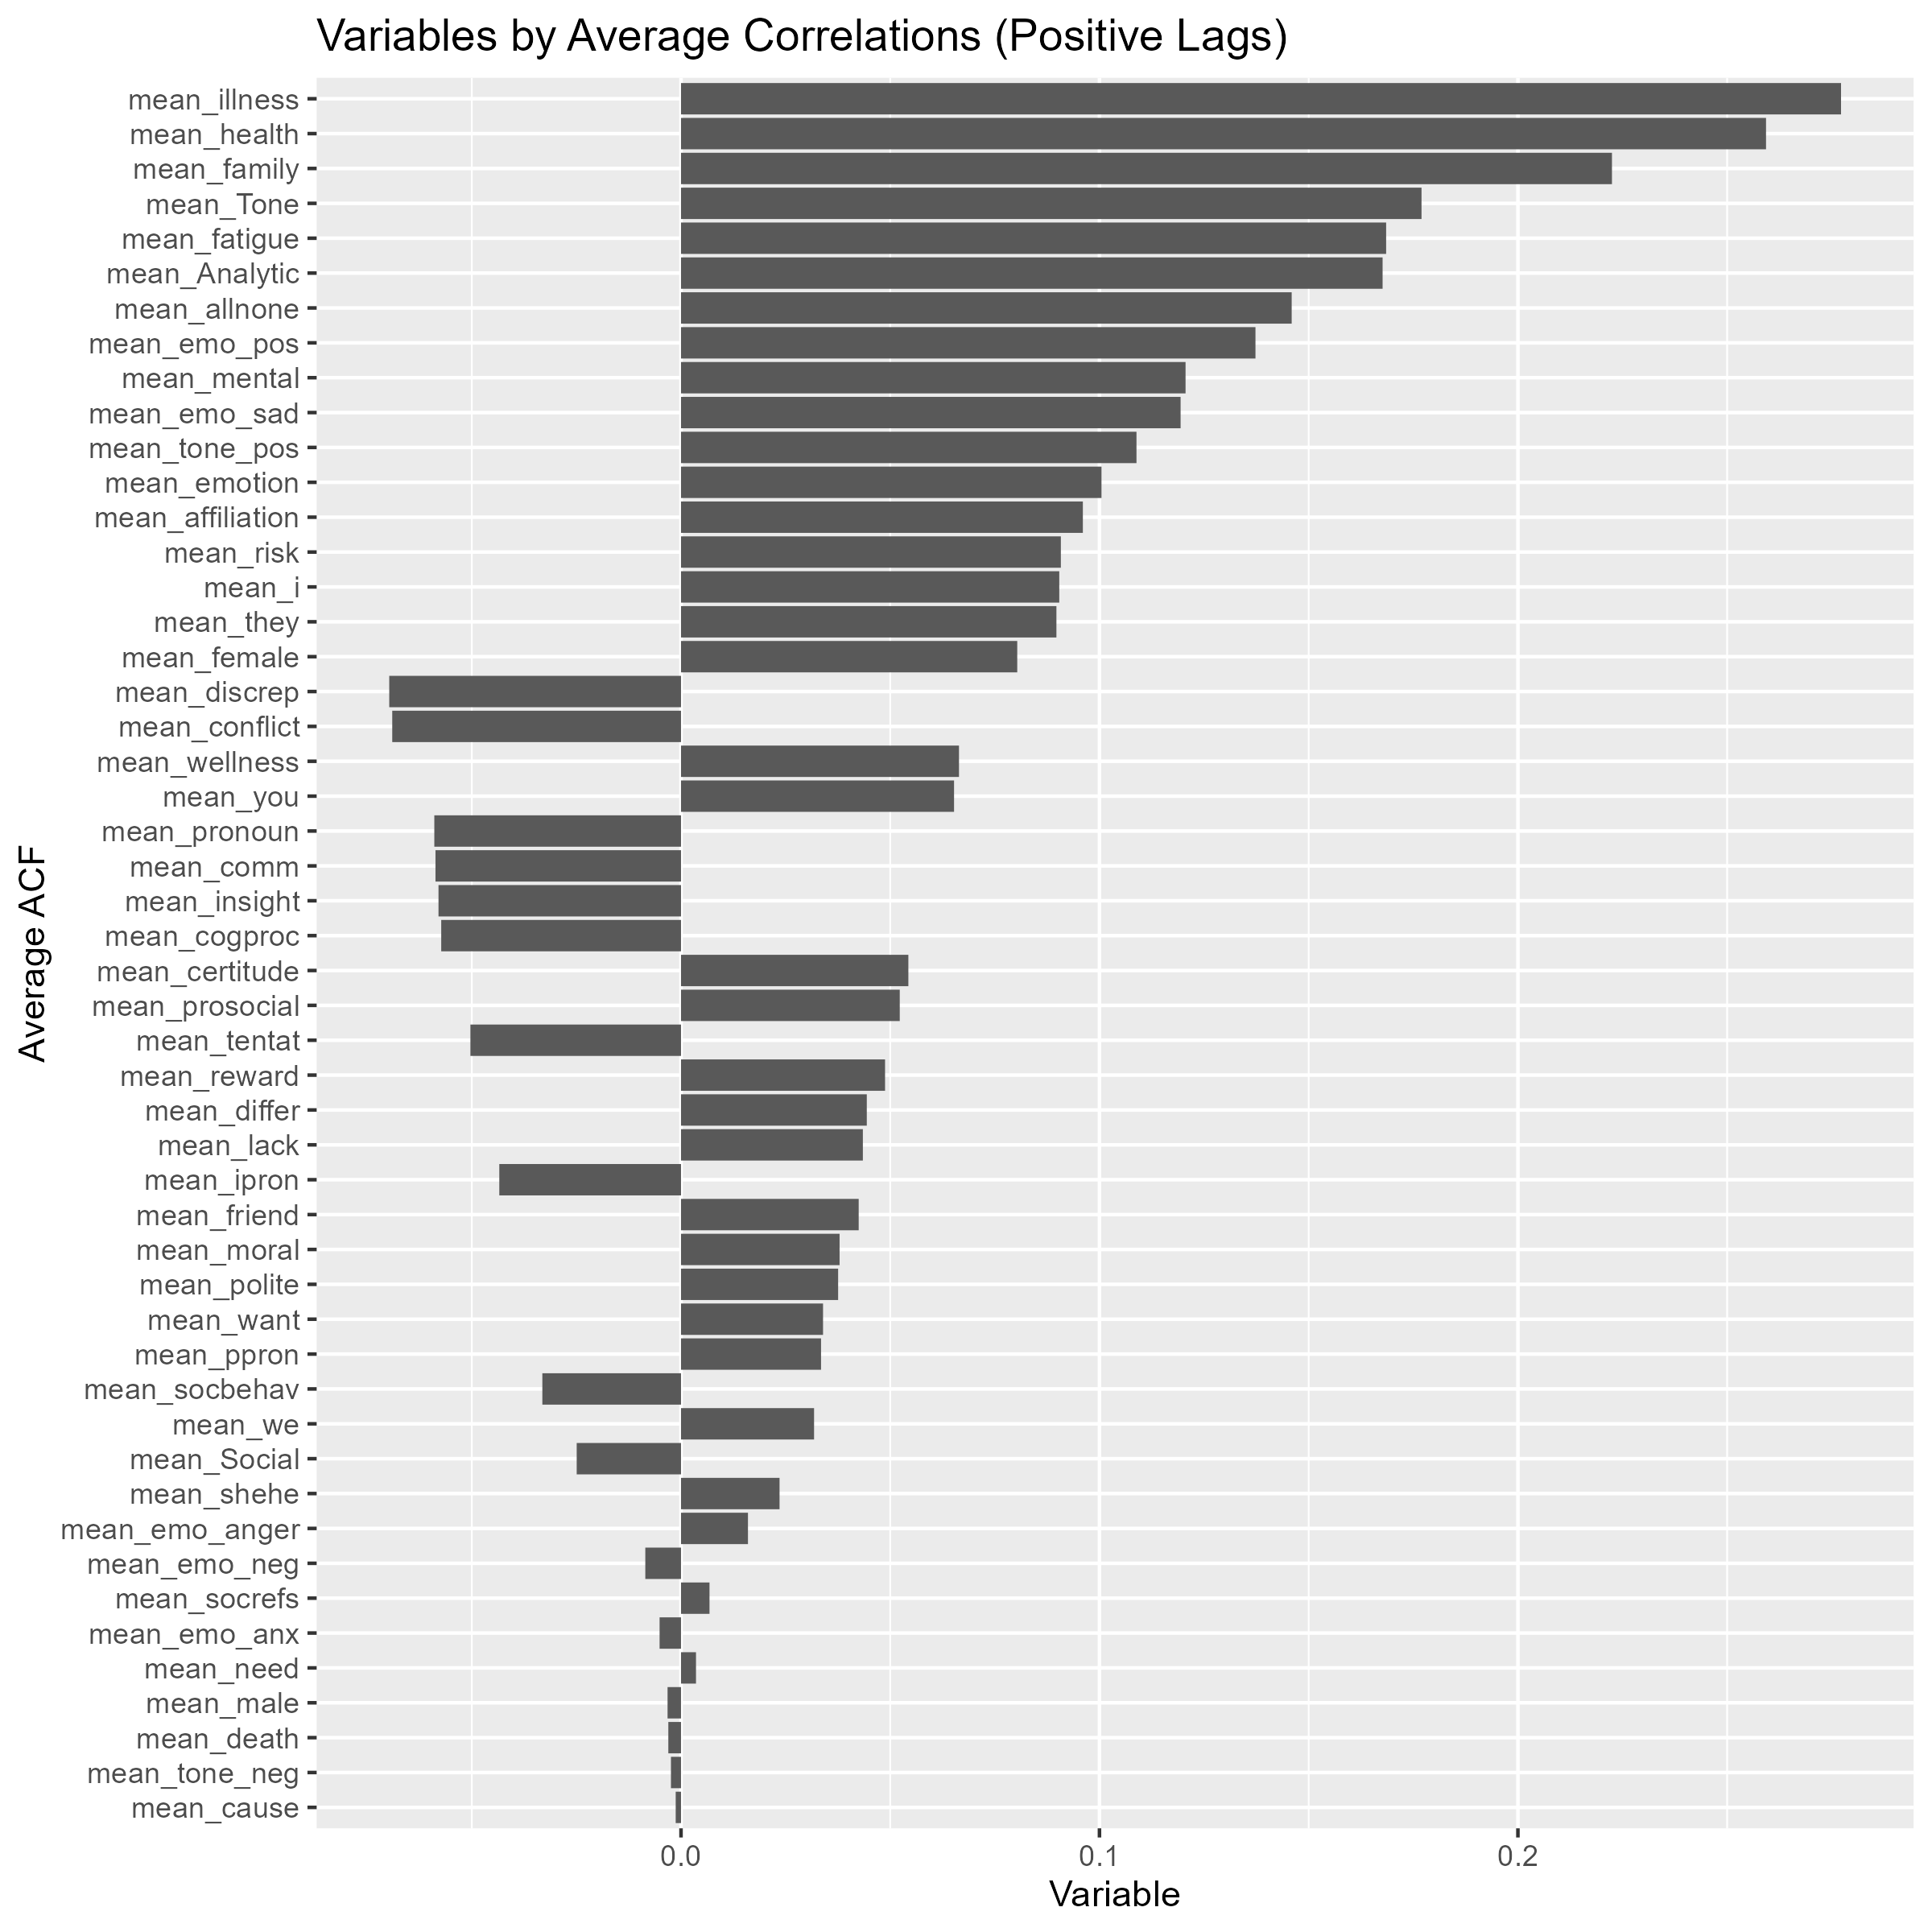 Variables by Average Correlations (Positive Lags)
mean_illness
mean_health
mean_family
mean_Tone
mean_fatigue
mean_Analytic
mean_allnone
mean_emo_pos
mean_mental
mean_emo_sad
mean_tone_pos
mean_emotion
mean_affiliation
mean_risk
mean_i
mean_they
mean_female
mean_discrep
mean_conflict
mean_wellness
mean_you
mean_pronoun
mean_comm
mean_insight
mean_cogproc
mean_certitude
mean_prosocial
mean_tentat
mean_reward
mean_differ
mean_lack
mean_ipron
mean_friend
mean_moral
mean_polite
mean_want
mean_ppron
mean_socbehav
mean_we
mean_Social
mean_shehe
mean_emo_anger
mean_emo_neg
mean_socrefs
mean_emo_anx
mean_need
mean_male
mean_death
mean_tone_neg
mean_cause
Average ACF
0.0 0.1 0.2
Variable